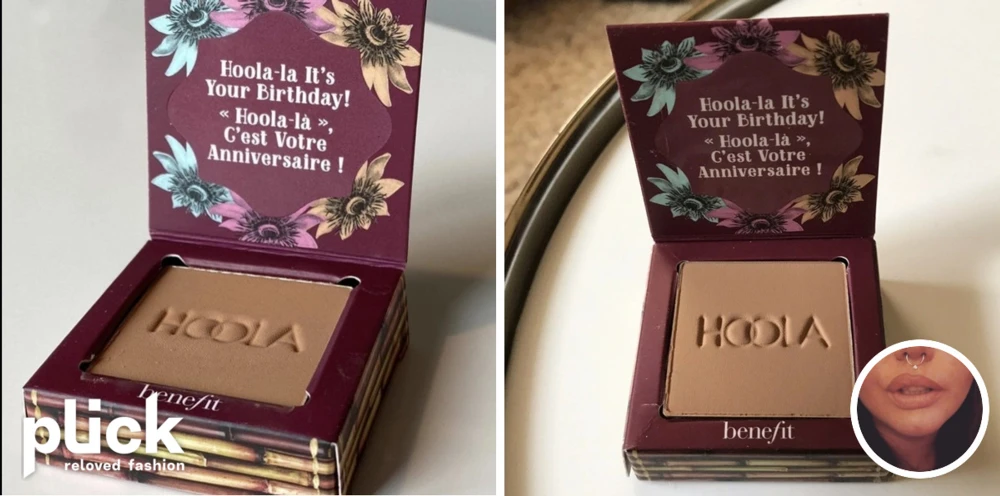 Hoola-la It's
Your Birthday!
« Hoola-là »,
C'est Votre
Anniversaire !
HOOLA
benefit
plick
reloved fashion
Hoola-la It's
Your Birthday!
« Hoola-là »,
C'est Votre
Anniversaire !
HOOLA
benefit